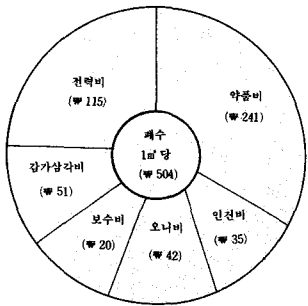 전력비
(₩ 115)
약품비
(₩ 241)
폐수
1㎥ 당
(₩ 504)
감가삼각비
(₩ 51)
보수비
(₩ 20)
오니비
(₩ 42)
인건비
(₩ 35)